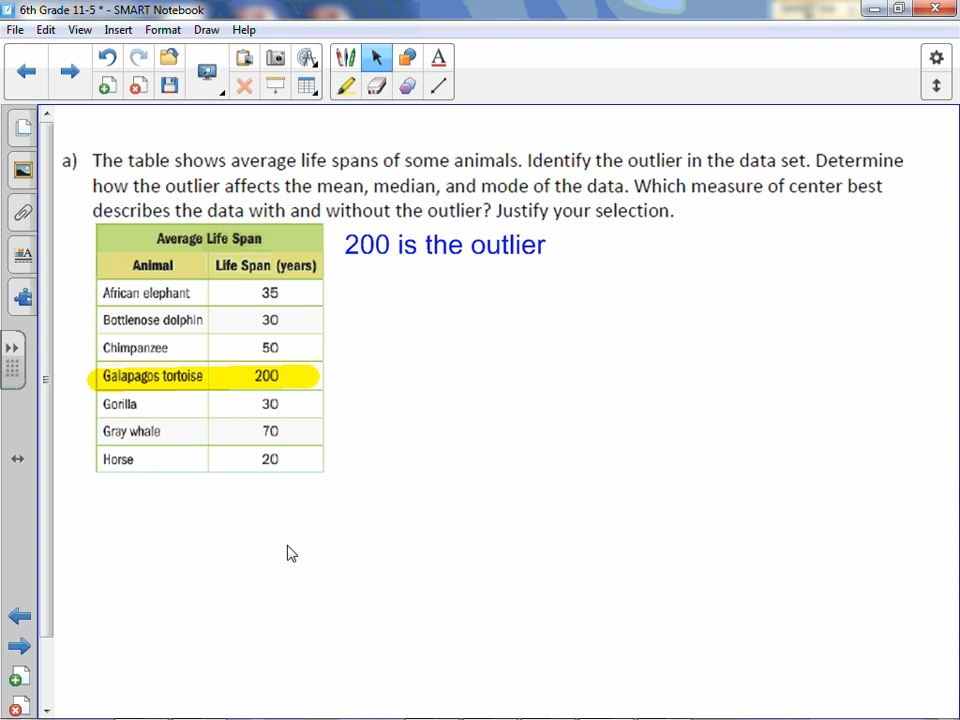 6th Grade 11-5 * - SMART Notebook
File Edit View Insert Format Draw Help
a) The table shows average life spans of some animals. Identify the outlier in the data set. Determine
how the outlier affects the mean, median, and mode of the data. Which measure of center best
describes the data with and without the outlier? Justify your selection.
200 is the outlier
Average Life Span
Animal Life Span (years)
African elephant 35
Bottlenose dolphin 30
Chimpanzee 50
Galapagos tortoise 200
Gorilla 30
Gray whale 70
Horse 20